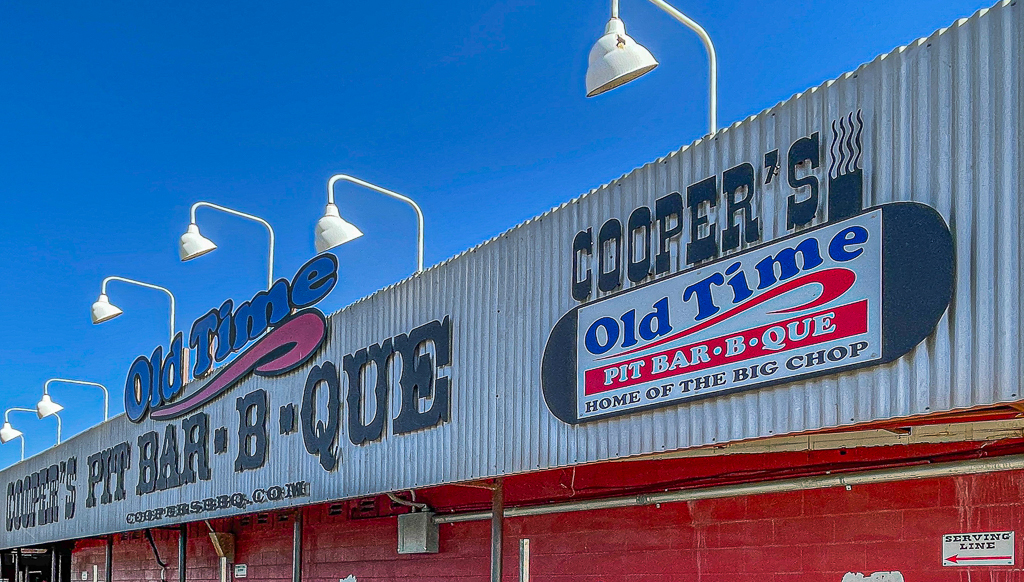 Old Time
COOPER'S PIT BAR-B-QUE
COOPERSBBQ.COM
COOPER'S
Old Time
PIT BAR•B•QUE
HOME OF THE BIG CHOP
SERVING
LINE